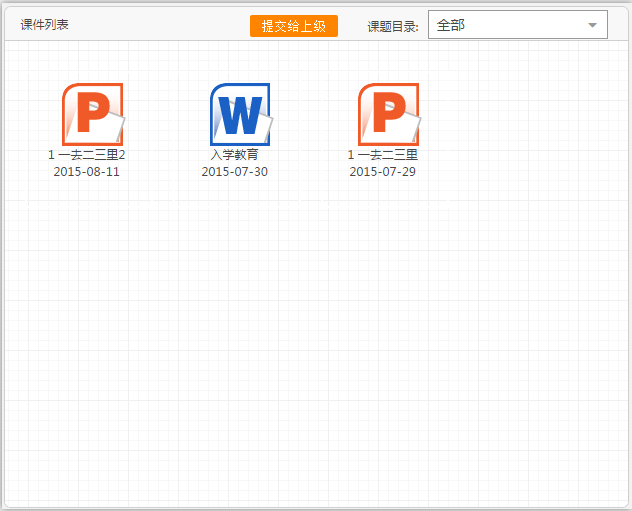 课件列表
提交给上级
课题目录:
全部
P
W
P
1 一去二三里2
入学教育
1 一去二三里
2015-08-11
2015-07-30
2015-07-29